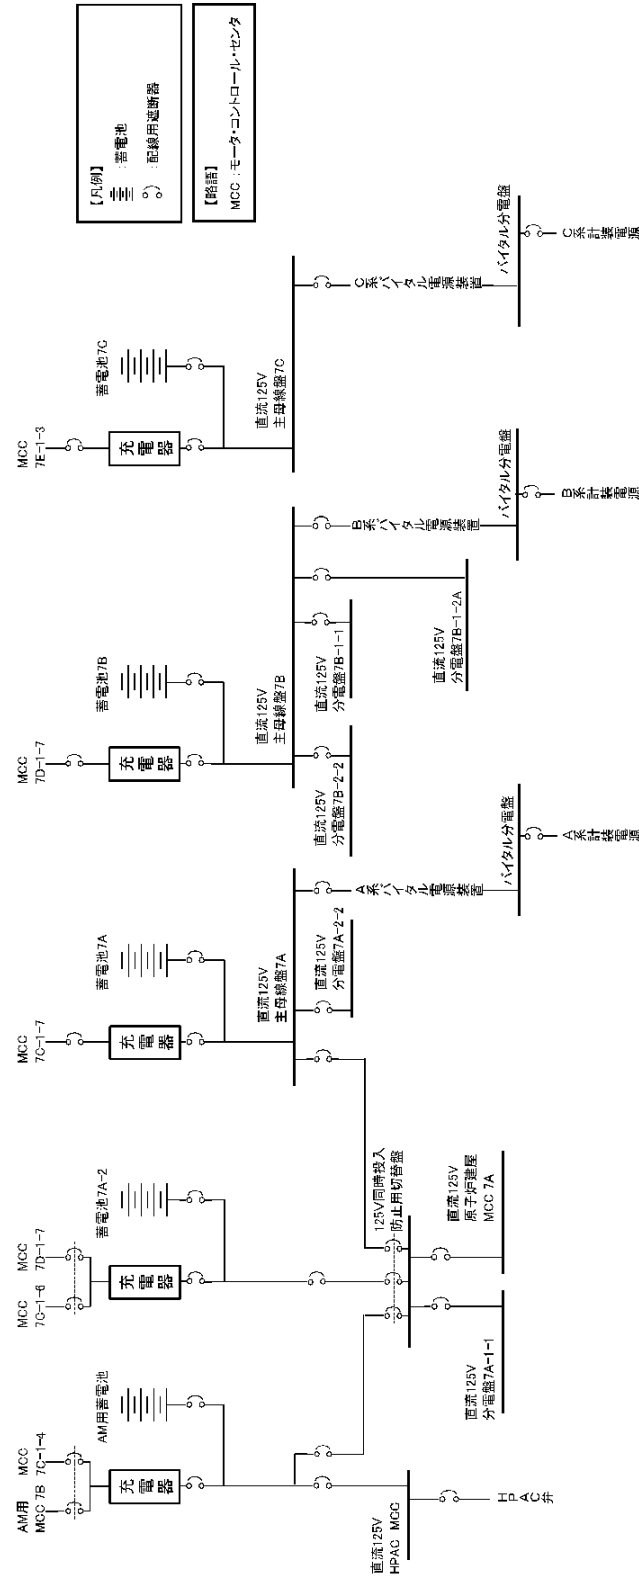 【凡例】
：蓄電池
：配線用遮断器
【略語】
MCC ：モータ・コントロール・センタ
AM用
MCC 7B
MCC
7C-1-4
充電器
AM用蓄電池
直流125V
HPAC MCC
HPAC弁
MCC
7C-1-6
MCC
7D-1-7
充電器
蓄電池7A-2
125V同時投入
防止用切替盤
直流125V
分電盤7A-1-1
直流125V
原子炉建屋
MCC 7A
MCC
7C-1-7
充電器
蓄電池7A
直流125V
主母線盤7A
直流125V
分電盤7A-2-2
A系バイタル電源装置
バイタル分電盤
A系計装電源
MCC
7D-1-7
充電器
蓄電池7B
直流125V
主母線盤7B
直流125V
分電盤7B-2-2
直流125V
分電盤7B-1-1
直流125V
分電盤7B-1-2A
B系バイタル電源装置
バイタル分電盤
B系計装電源
MCC
7E-1-3
充電器
蓄電池7C
直流125V
主母線盤7C
C系バイタル電源装置
バイタル分電盤
C系計装電源